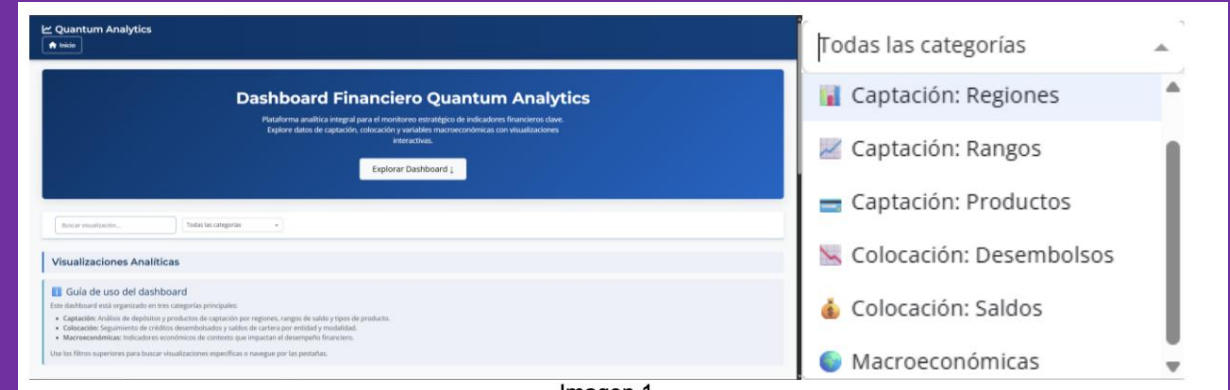 Quantum Analytics
Inicio
Dashboard Financiero Quantum Analytics
Plataforma analítica integral para el monitoreo estratégico de indicadores financieros clave.
Explore datos de captación, colocación y variables macroeconómicas con visualizaciones
interactivas.
Explorar Dashboard ↓
Buscar visualización...
Todas las categorías
Visualizaciones Analíticas
Guía de uso del dashboard
Este dashboard está organizado en tres categorías principales:
• Captación: Análisis de depósitos y productos de captación por regiones, rangos de saldo y tipos de producto.
• Colocación: Seguimiento de créditos desembolsados y saldos de cartera por entidad y modalidad.
• Macroeconómicas: Indicadores económicos de contexto que impactan el desempeño financiero.
Use los filtros superiores para buscar visualizaciones específicas o navegue por las pestañas.
Todas las categorías
Captación: Regiones
Captación: Rangos
Captación: Productos
Colocación: Desembolsos
Colocación: Saldos
Macroeconómicas
Imagen 1